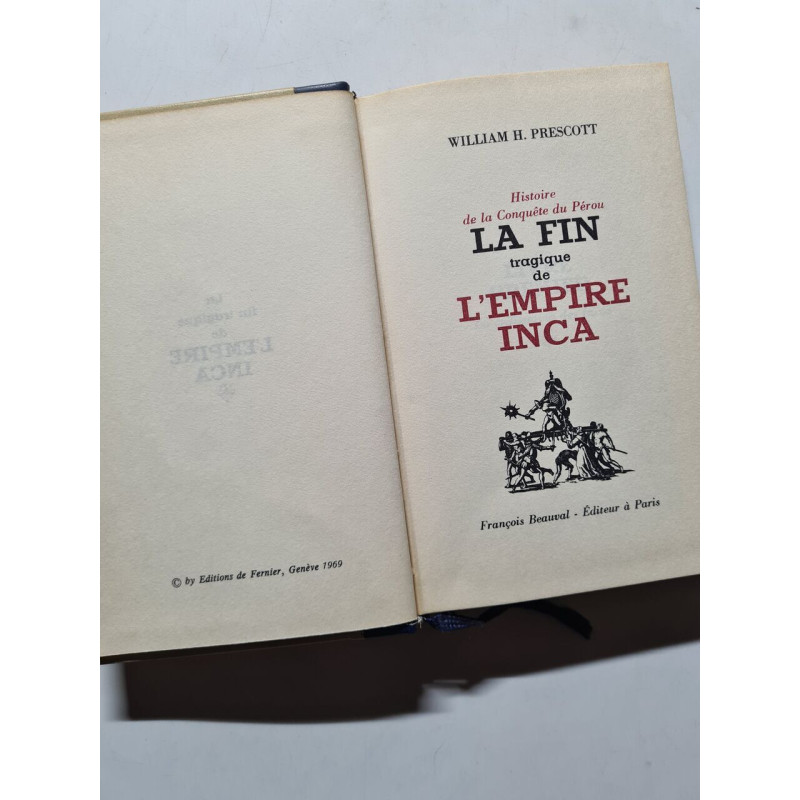 © by Editions de Fernier, Genève 1969
WILLIAM H. PRESCOTT
Histoire
de la Conquête du Pérou
LA FIN
tragique
de
L'EMPIRE
INCA
François Beauval - Éditeur à Paris